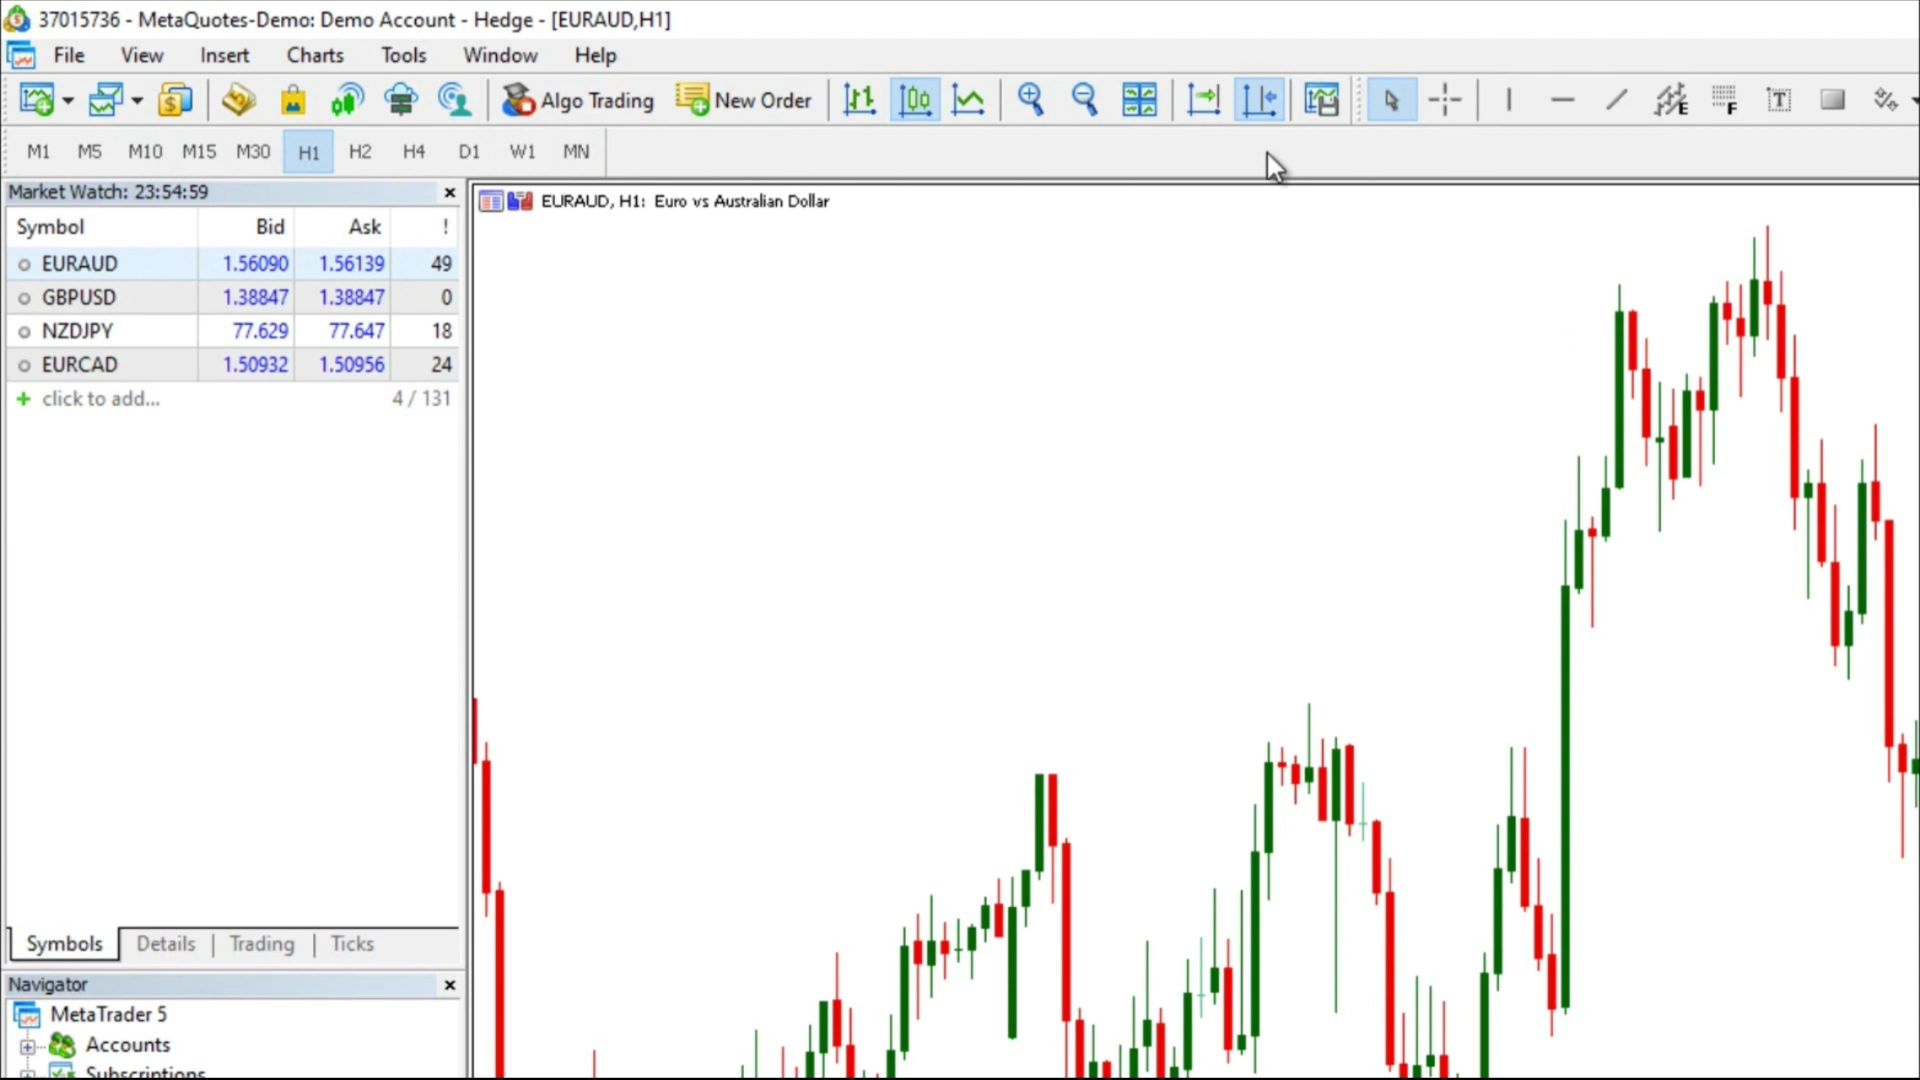 37015736 - MetaQuotes-Demo: Demo Account - Hedge - [EURAUD,H1]
File View Insert Charts Tools Window Help
Algo Trading New Order E F T
M1 M5 M10 M15 M30 H1 H2 H4 D1 W1 MN
Market Watch: 23:54:59
EURAUD, H1: Euro vs Australian Dollar
Symbol Bid Ask !
EURAUD 1.56090 1.56139 49
GBPUSD 1.38847 1.38847 0
NZDJPY 77.629 77.647 18
EURCAD 1.50932 1.50956 24
click to add... 4 / 131
Symbols Details Trading Ticks
Navigator
MetaTrader 5
Accounts
Subscriptions